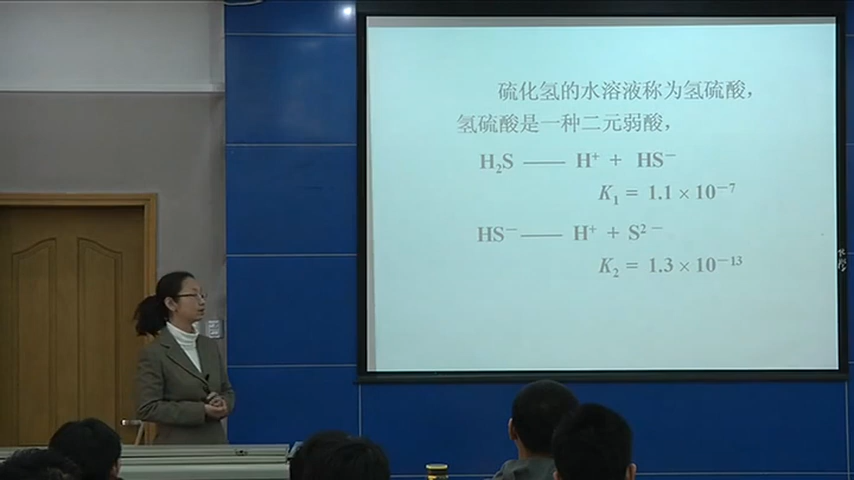 硫化氢的水溶液称为氢硫酸，
氢硫酸是一种二元弱酸，
H₂S —— H⁺ + HS⁻
K₁ = 1.1 × 10⁻⁷
HS⁻ —— H⁺ + S²⁻
K₂ = 1.3 × 10⁻¹³